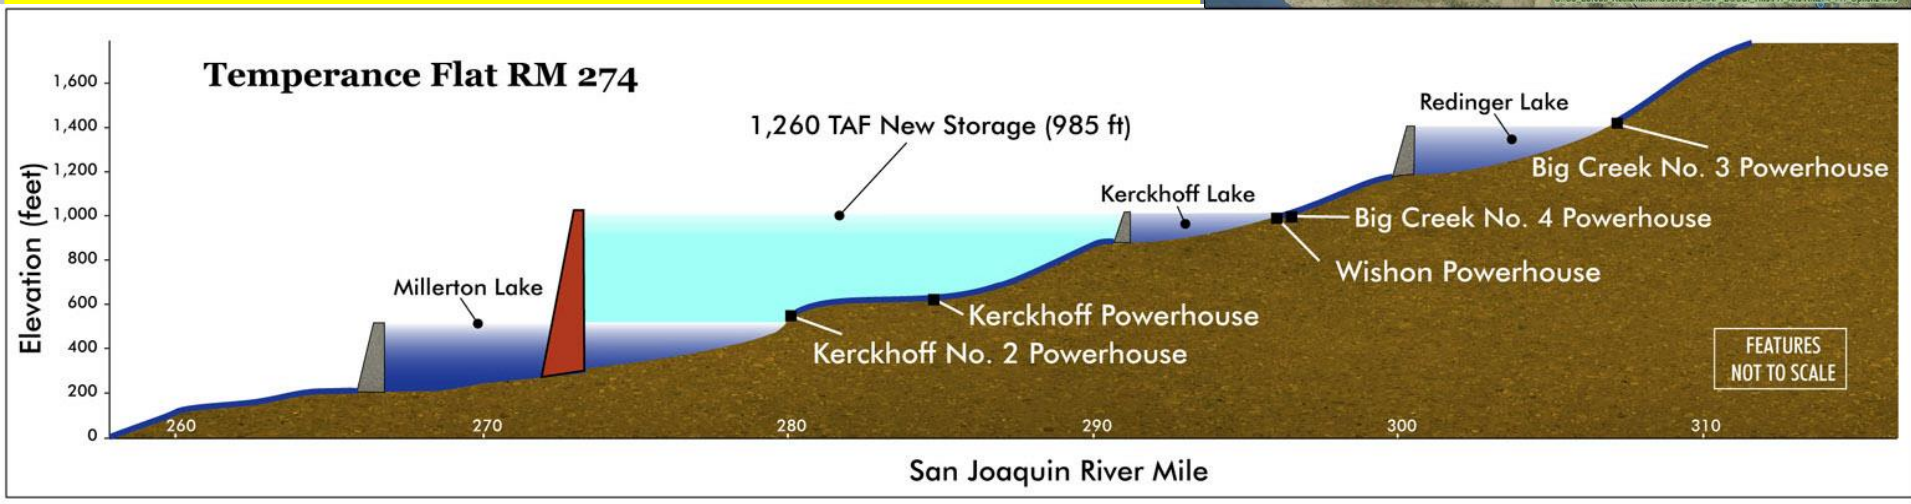 Temperance Flat RM 274
1,260 TAF New Storage (985 ft)
Redinger Lake
Big Creek No. 3 Powerhouse
Kerckhoff Lake
Big Creek No. 4 Powerhouse
Wishon Powerhouse
Millerton Lake
Kerckhoff Powerhouse
Kerckhoff No. 2 Powerhouse
FEATURES
NOT TO SCALE
Elevation (feet)
1,600
1,400
1,200
1,000
800
600
400
200
0
260
270
280
290
300
310
San Joaquin River Mile